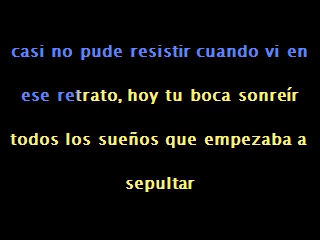 casi no pude resistir cuando vi en
ese retrato, hoy tu boca sonreír
todos los sueños que empezaba a
sepultar